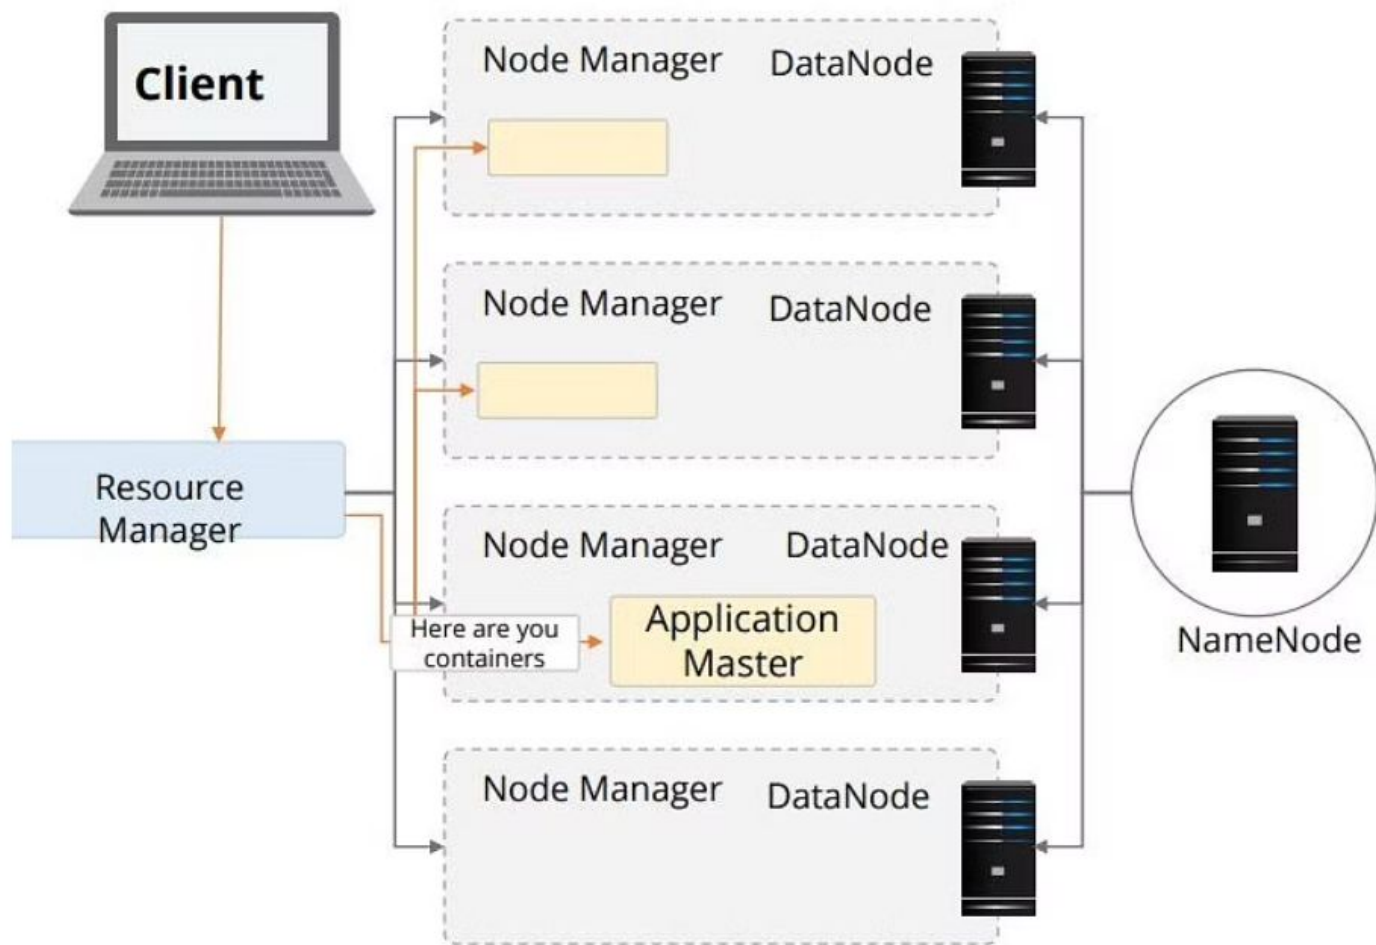 Client
Node Manager
DataNode
Node Manager
DataNode
Resource
Manager
Node Manager
DataNode
Here are you
containers
Application
Master
NameNode
Node Manager
DataNode